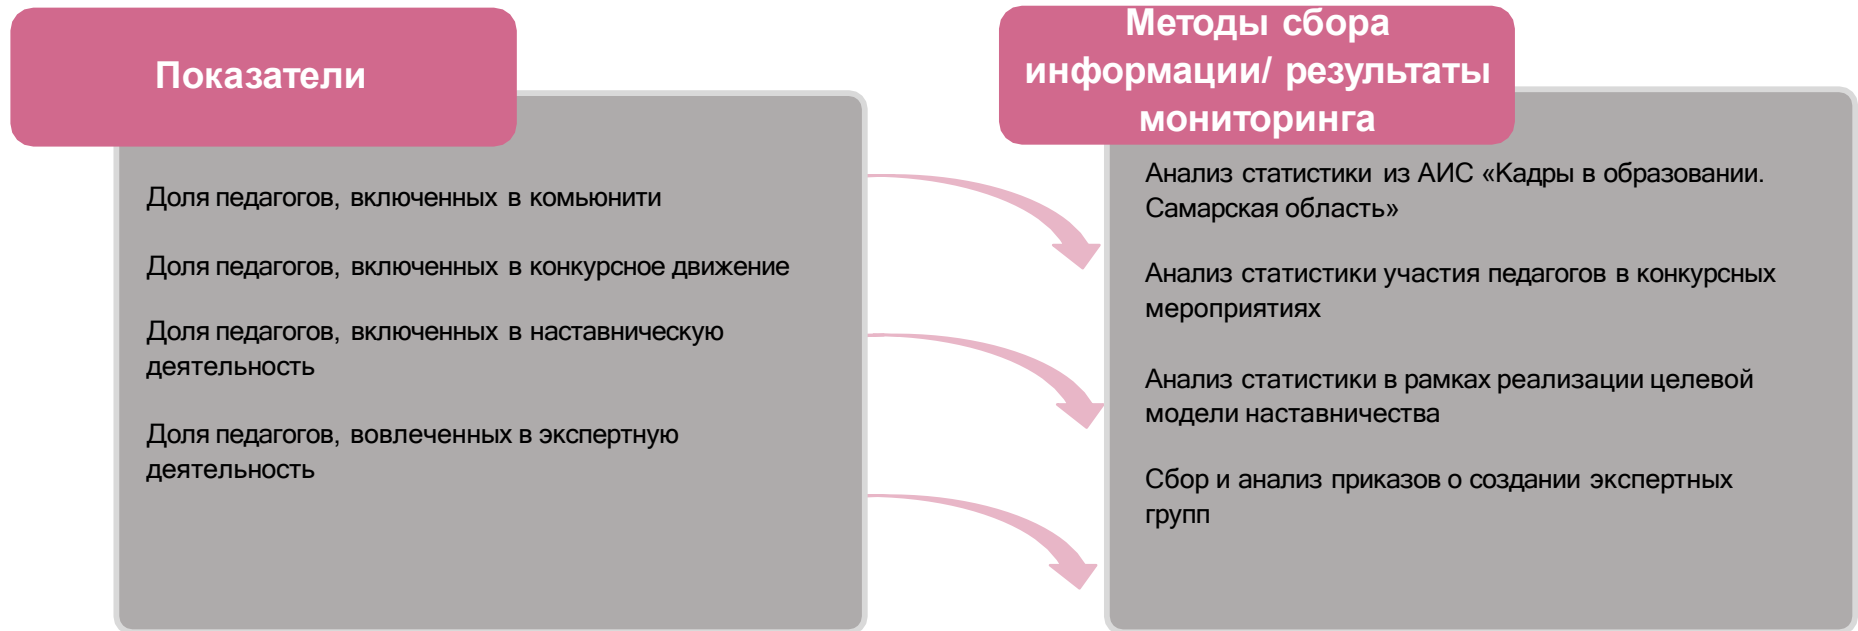 Показатели
Доля педагогов, включенных в комьюнити
Доля педагогов, включенных в конкурсное движение
Доля педагогов, включенных в наставническую
деятельность
Доля педагогов, вовлеченных в экспертную
деятельность
Методы сбора
информации/ результаты
мониторинга
Анализ статистики из АИС «Кадры в образовании.
Самарская область»
Анализ статистики участия педагогов в конкурсных
мероприятиях
Анализ статистики в рамках реализации целевой
модели наставничества
Сбор и анализ приказов о создании экспертных
групп